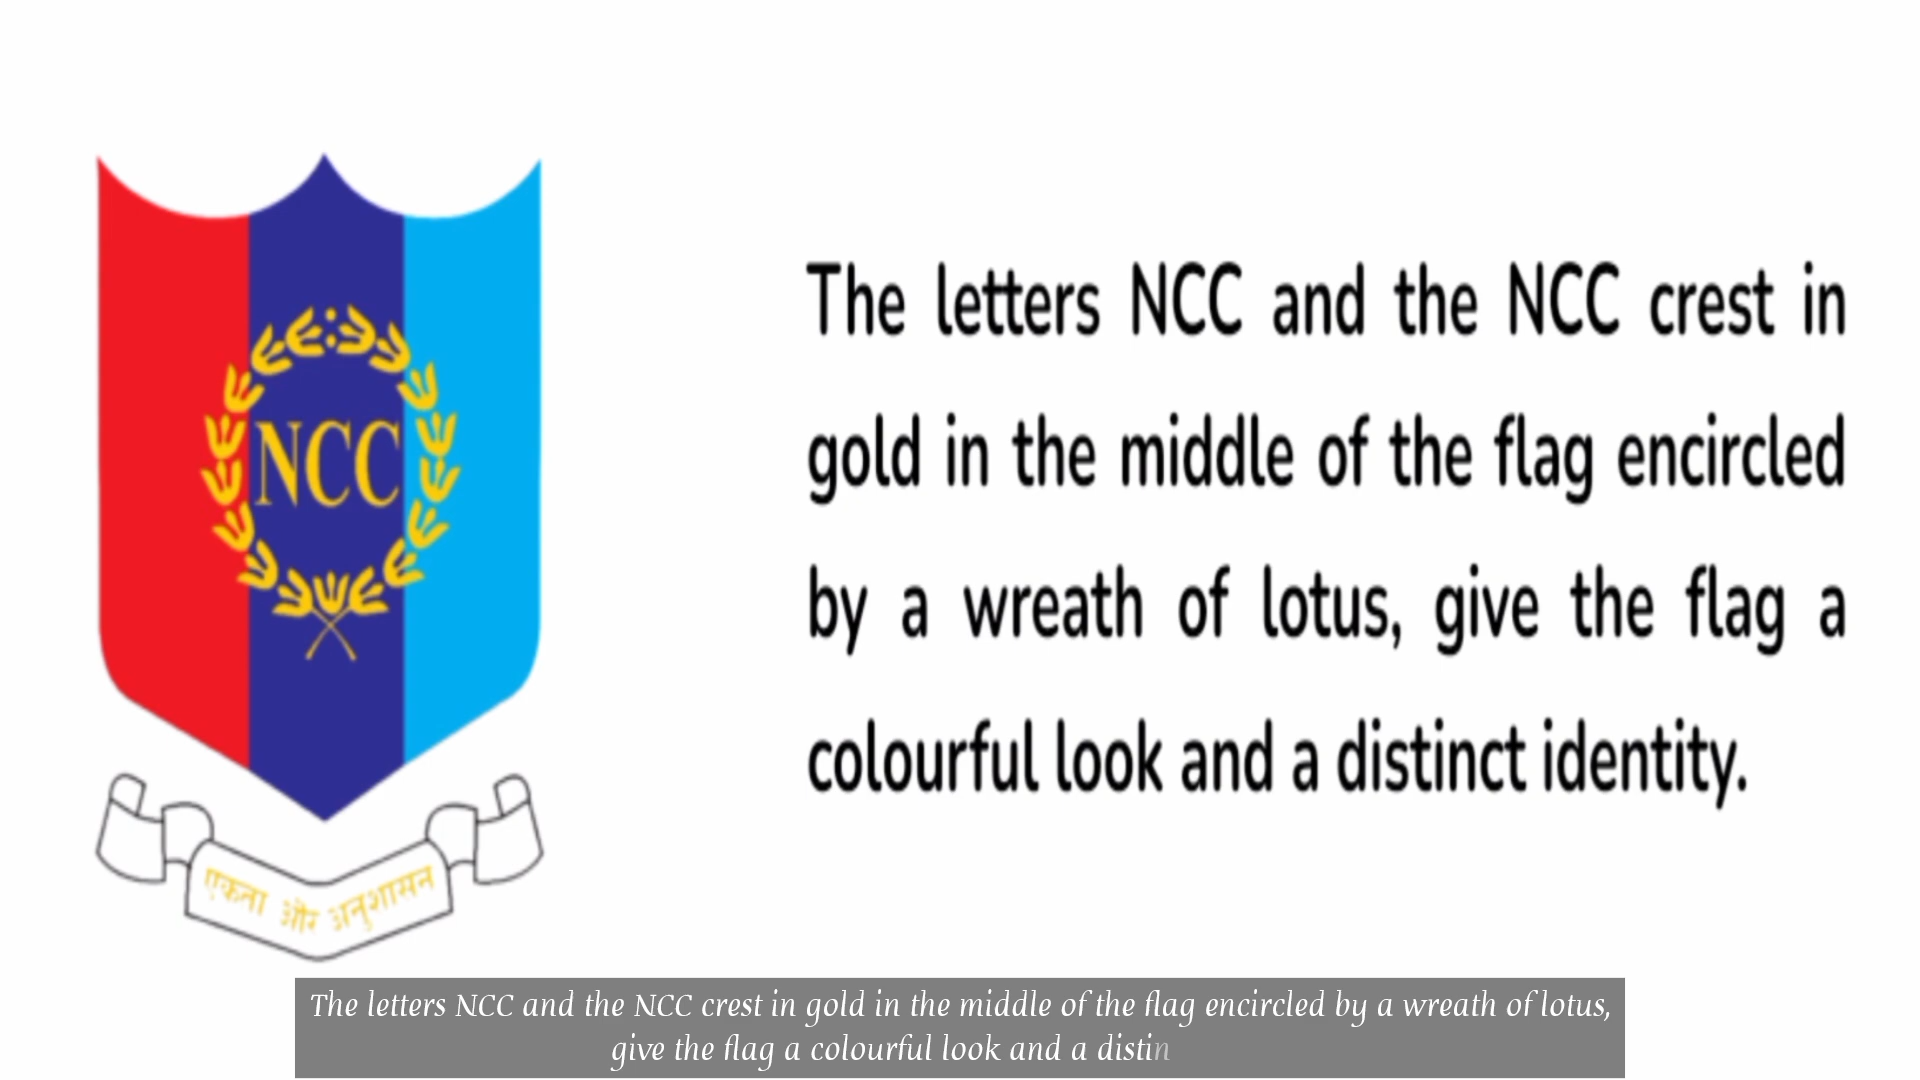 NCC
एकता और अनुशासन
The letters NCC and the NCC crest in
gold in the middle of the flag encircled
by a wreath of lotus, give the flag a
colourful look and a distinct identity.
The letters NCC and the NCC crest in gold in the middle of the flag encircled by a wreath of lotus,
give the flag a colourful look and a distin